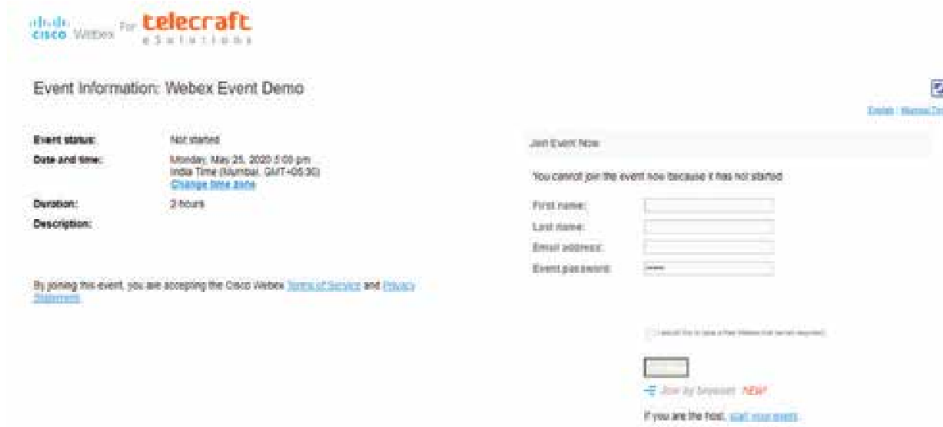 cisco Webex For telecraft
eSolutions
Event Information: Webex Event Demo
English | Mumbai Time
Event status: Not started
Date and time: Monday, May 25, 2020 5:00 pm
India Time (Mumbai, GMT+05:30)
Change time zone
Duration: 2 hours
Description:
By joining this event, you are accepting the Cisco Webex Terms of Service and Privacy
Statement.
Join Event Now
You cannot join the event now because it has not started.
First name:
Last name:
Email address:
Event password:
Join by browser NEW!
If you are the host, start your event.